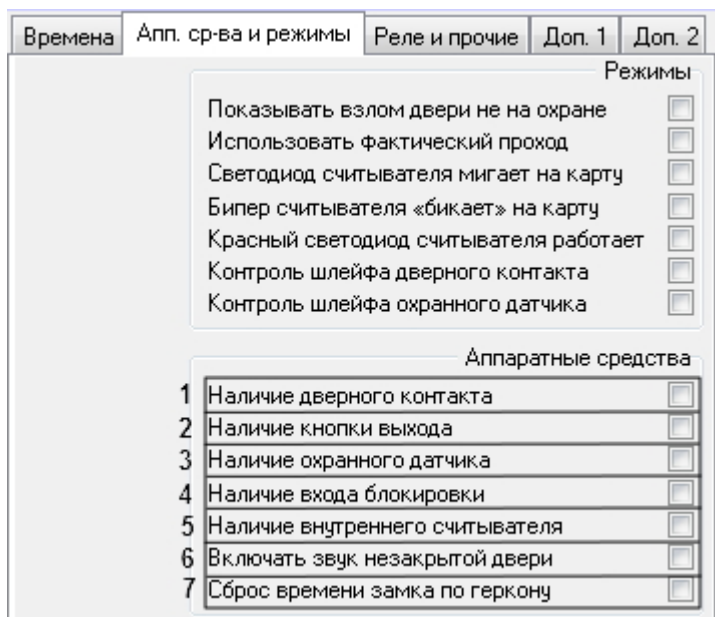 Времена Апп. ср-ва и режимы Реле и прочие Доп. 1 Доп. 2
Режимы
Показывать взлом двери не на охране
Использовать фактический проход
Светодиод считывателя мигает на карту
Бипер считывателя «бикает» на карту
Красный светодиод считывателя работает
Контроль шлейфа дверного контакта
Контроль шлейфа охранного датчика
Аппаратные средства
1 Наличие дверного контакта
2 Наличие кнопки выхода
3 Наличие охранного датчика
4 Наличие входа блокировки
5 Наличие внутреннего считывателя
6 Включать звук незакрытой двери
7 Сброс времени замка по геркону